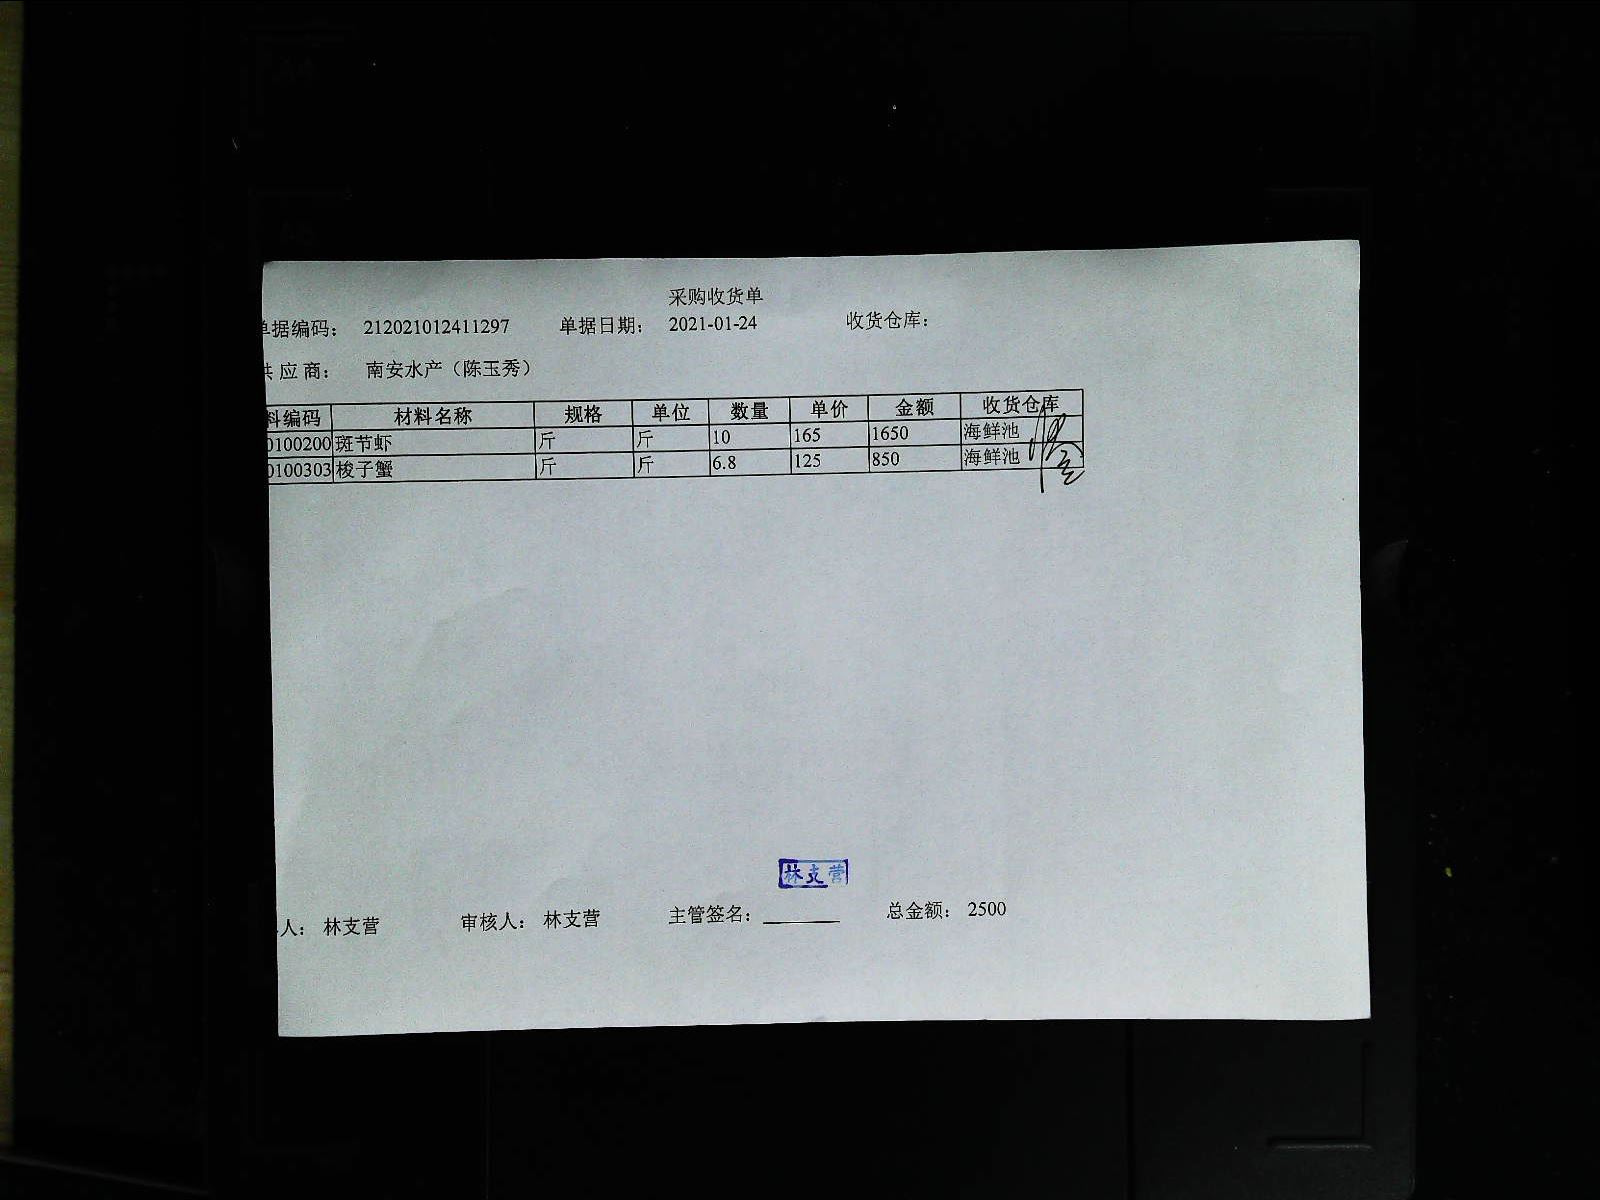 采购收货单
单据编码： 212021012411297 单据日期： 2021-01-24 收货仓库：
供 应 商： 南安水产（陈玉秀）
料编码 材料名称 规格 单位 数量 单价 金额 收货仓库
0100200 斑节虾 斤 斤 10 165 1650 海鲜池
0100303 梭子蟹 斤 斤 6.8 125 850 海鲜池
林支营
人： 林支营 审核人： 林支营 主管签名： 总金额： 2500